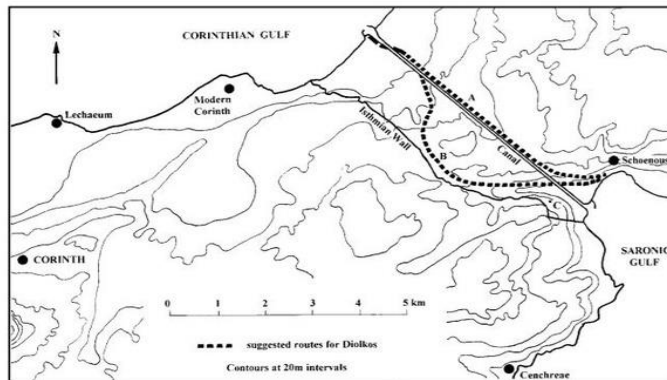 CORINTHIAN GULF
N
Modern
Corinth
Lechaeum
Isthmian Wall
A
B
Canal
Schoenous
C
CORINTH
SARONIC
GULF
0 1 2 3 4 5 km
suggested routes for Diolkos
Contours at 20m intervals
Cenchreae